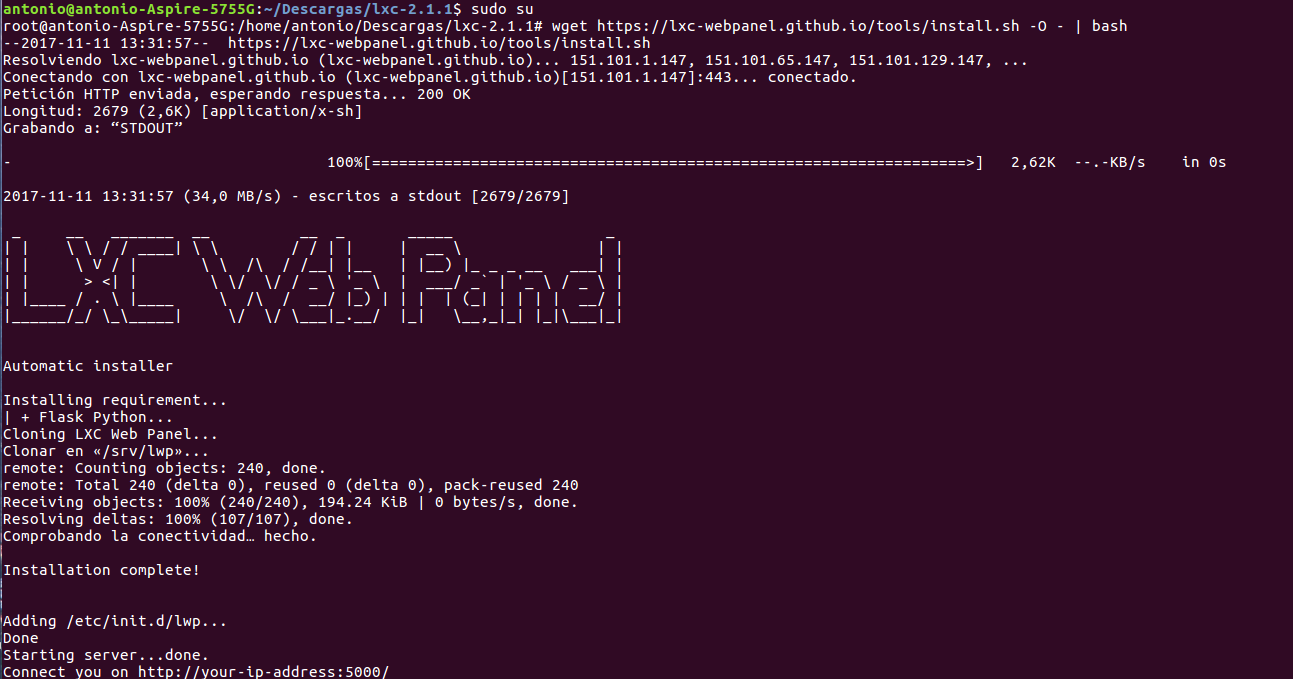 antonio@antonio-Aspire-5755G:~/Descargas/lxc-2.1.1$ sudo su
root@antonio-Aspire-5755G:/home/antonio/Descargas/lxc-2.1.1# wget https://lxc-webpanel.github.io/tools/install.sh -O - | bash
--2017-11-11 13:31:57--  https://lxc-webpanel.github.io/tools/install.sh
Resolviendo lxc-webpanel.github.io (lxc-webpanel.github.io)... 151.101.1.147, 151.101.65.147, 151.101.129.147, ...
Conectando con lxc-webpanel.github.io (lxc-webpanel.github.io)[151.101.1.147]:443... conectado.
Petición HTTP enviada, esperando respuesta... 200 OK
Longitud: 2679 (2,6K) [application/x-sh]
Grabando a: “STDOUT”
-                                   100%[==================================================================>]   2,62K  --.-KB/s    in 0s
2017-11-11 13:31:57 (34,0 MB/s) - escritos a stdout [2679/2679]
LXC Web Panel
Automatic installer
Installing requirement...
| + Flask Python...
Cloning LXC Web Panel...
Clonar en «/srv/lwp»...
remote: Counting objects: 240, done.
remote: Total 240 (delta 0), reused 0 (delta 0), pack-reused 240
Receiving objects: 100% (240/240), 194.24 KiB | 0 bytes/s, done.
Resolving deltas: 100% (107/107), done.
Comprobando la conectividad… hecho.
Installation complete!
Adding /etc/init.d/lwp...
Done
Starting server...done.
Connect you on http://your-ip-address:5000/